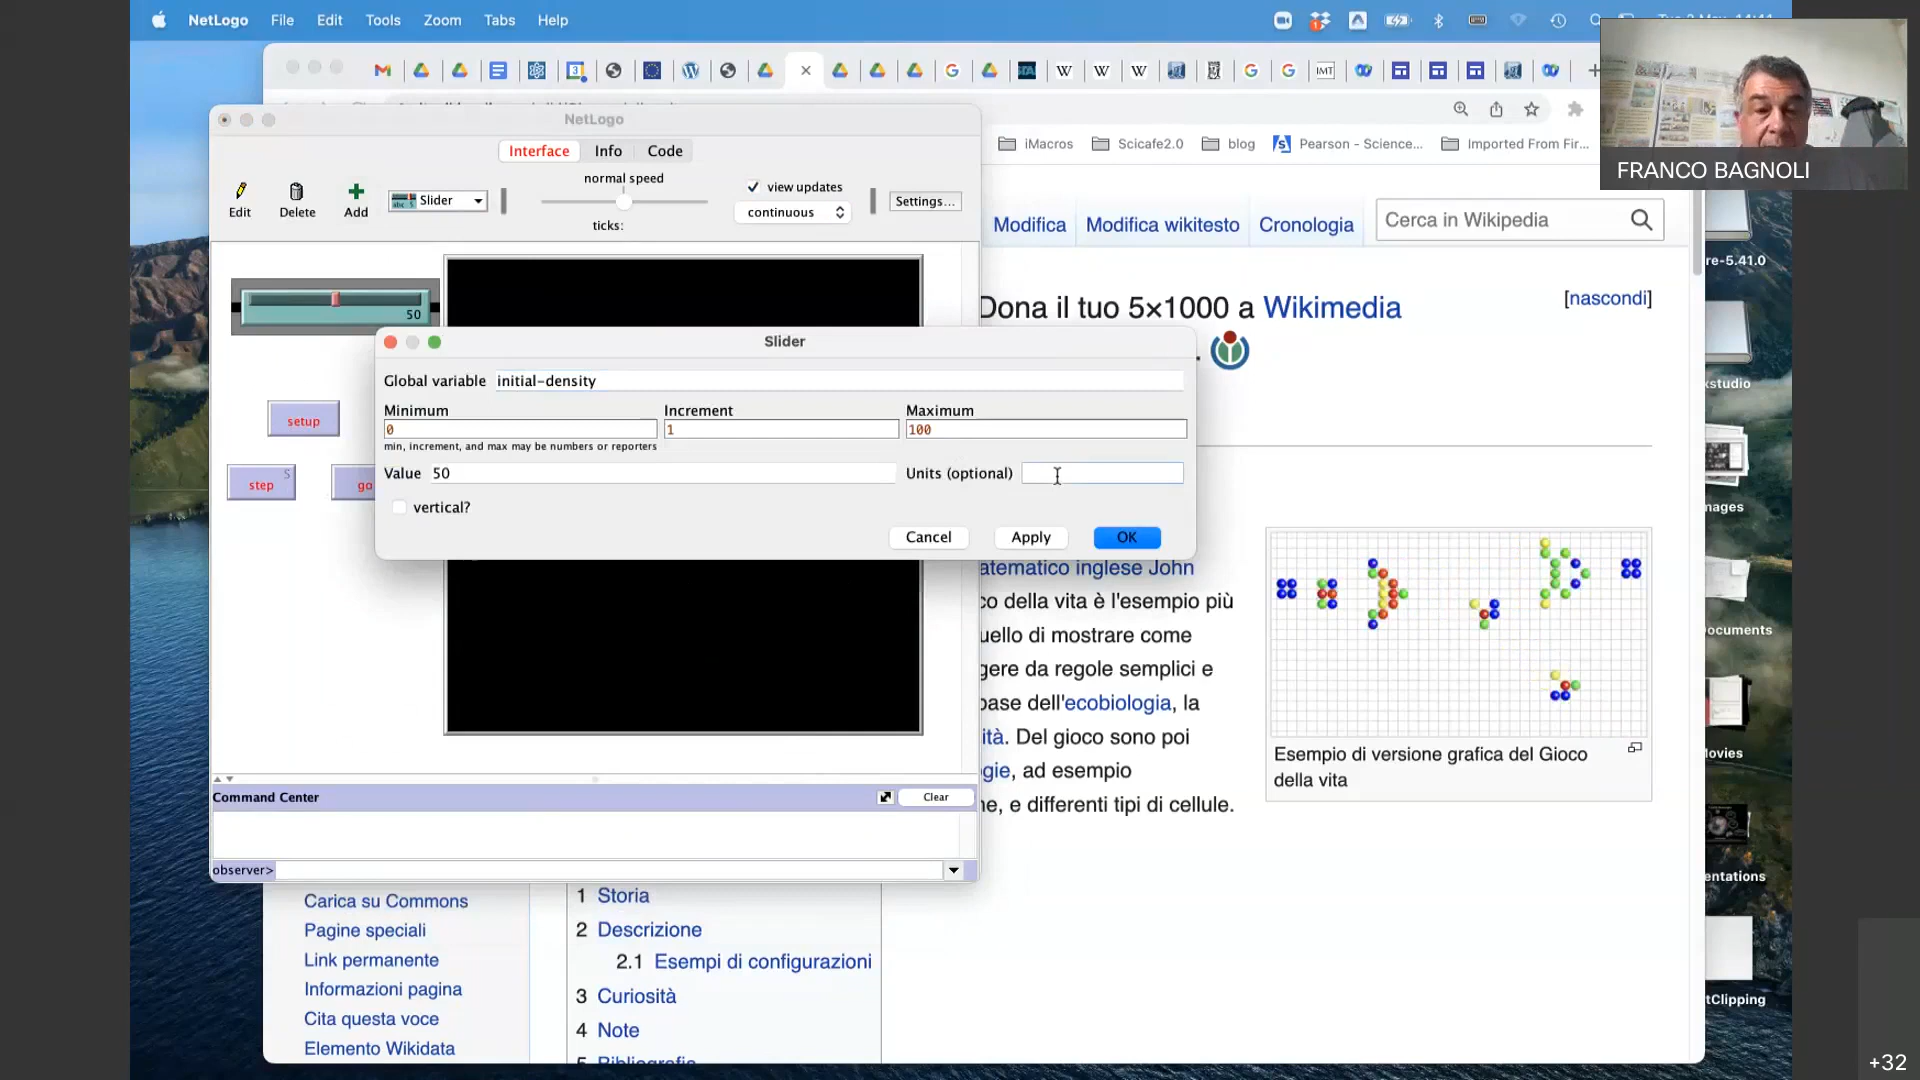 NetLogo File Edit Tools Zoom Tabs Help
NetLogo
Interface Info Code
normal speed
view updates
Edit Delete Add Slider continuous Settings...
ticks:
iMacros Scicafe2.0 blog Pearson - Science... Imported From Fir...
FRANCO BAGNOLI
Modifica Modifica wikitesto Cronologia Cerca in Wikipedia
re-5.41.0
Dona il tuo 5×1000 a Wikimedia
[nascondi]
50
Slider
Global variable initial-density
Minimum Increment Maximum
0 1 100
min, increment, and max may be numbers or reporters
Value 50 Units (optional)
vertical?
Cancel Apply OK
setup
step S
go
xstudio
mages
ocuments
Movies
entations
tClipping
atematico inglese John
co della vita è l'esempio più
uello di mostrare come
gere da regole semplici e
base dell'ecobiologia, la
ità. Del gioco sono poi
gie, ad esempio
ne, e differenti tipi di cellule.
Esempio di versione grafica del Gioco
della vita
Command Center Clear
observer>
Carica su Commons
Pagine speciali
Link permanente
Informazioni pagina
Cita questa voce
Elemento Wikidata
1 Storia
2 Descrizione
2.1 Esempi di configurazioni
3 Curiosità
4 Note
5 Bibliografia
+32